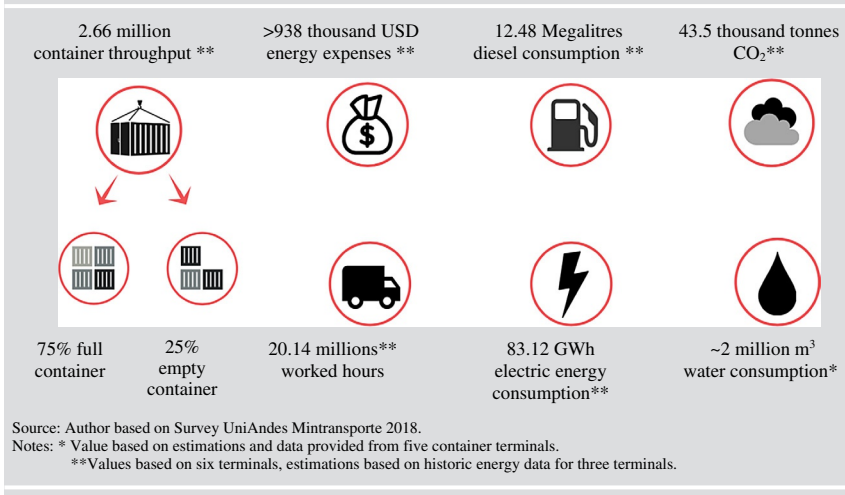 2.66 million
container throughput **
>938 thousand USD
energy expenses **
12.48 Megalitres
diesel consumption **
43.5 thousand tonnes
CO₂**
$
75% full
container
25%
empty
container
20.14 millions**
worked hours
83.12 GWh
electric energy
consumption**
~2 million m³
water consumption*
Source: Author based on Survey UniAndes Mintransporte 2018.
Notes: * Value based on estimations and data provided from five container terminals.
**Values based on six terminals, estimations based on historic energy data for three terminals.